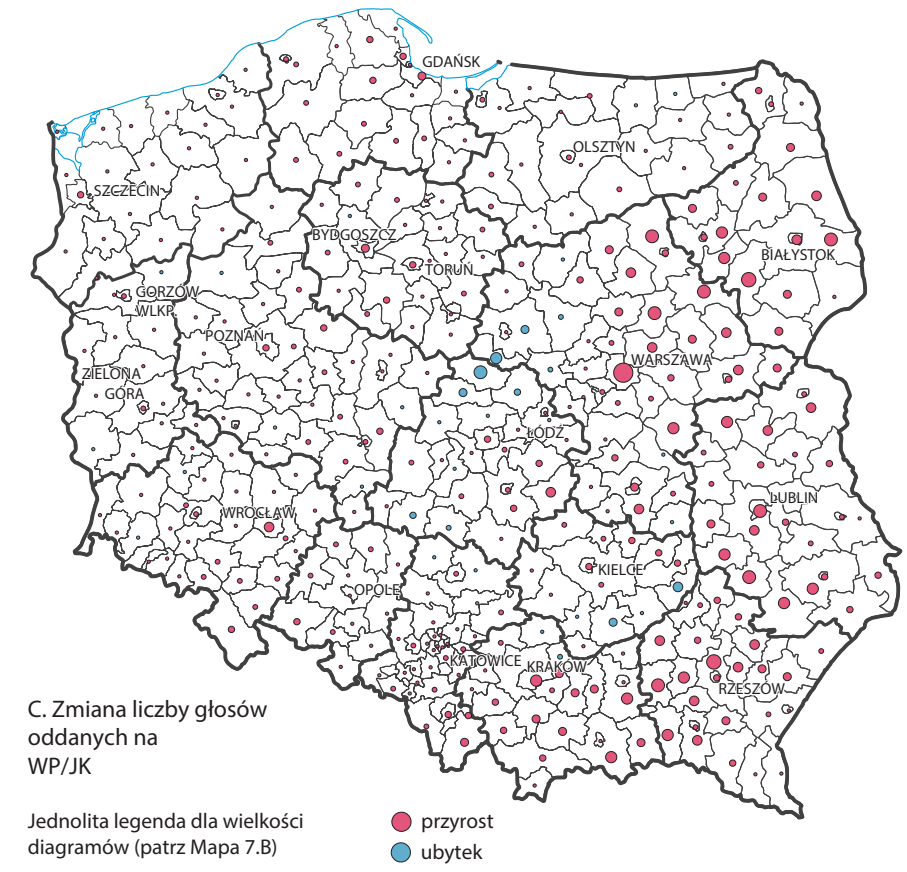 GDAŃSK
OLSZTYN
SZCZECIN
BYDGOSZCZ
BIAŁYSTOK
TORUŃ
GORZÓW
WLKP.
POZNAŃ
WARSZAWA
ZIELONA
GÓRA
ŁÓDŹ
LUBLIN
WROCŁAW
KIELCE
OPOLE
KATOWICE
KRAKÓW
RZESZÓW
C. Zmiana liczby głosów
oddanych na
WP/JK
Jednolita legenda dla wielkości
diagramów (patrz Mapa 7.B)
przyrost
ubytek